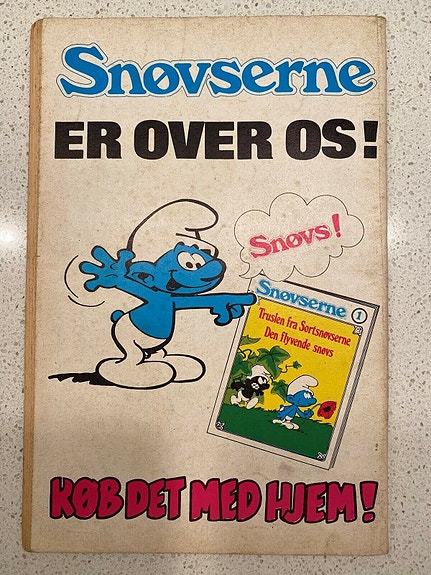 Snøvserne
ER OVER OS!
Snøvs!
Snøvserne 1
Truslen fra Sortsnøvserne
Den flyvende snøvs
KØB DET MED HJEM!